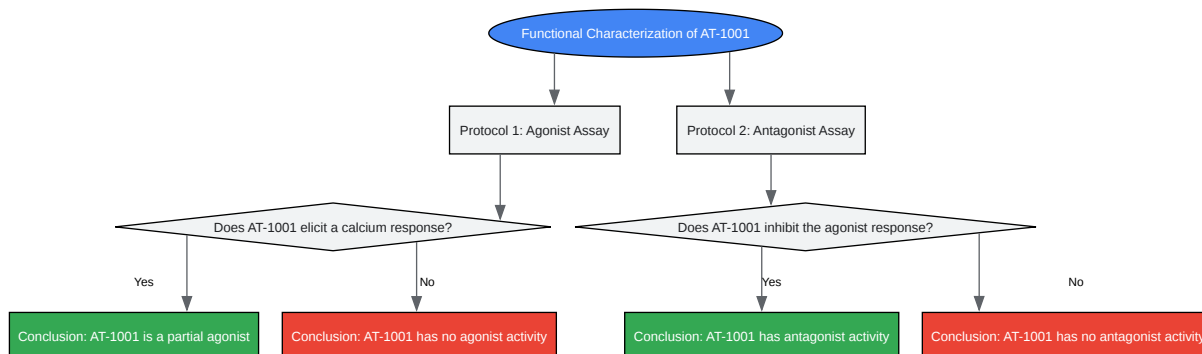 Functional Characterization of AT-1001
Protocol 1: Agonist Assay
Protocol 2: Antagonist Assay
Does AT-1001 elicit a calcium response?
Does AT-1001 inhibit the agonist response?
Yes
No
Yes
No
Conclusion: AT-1001 is a partial agonist
Conclusion: AT-1001 has no agonist activity
Conclusion: AT-1001 has antagonist activity
Conclusion: AT-1001 has no antagonist activity